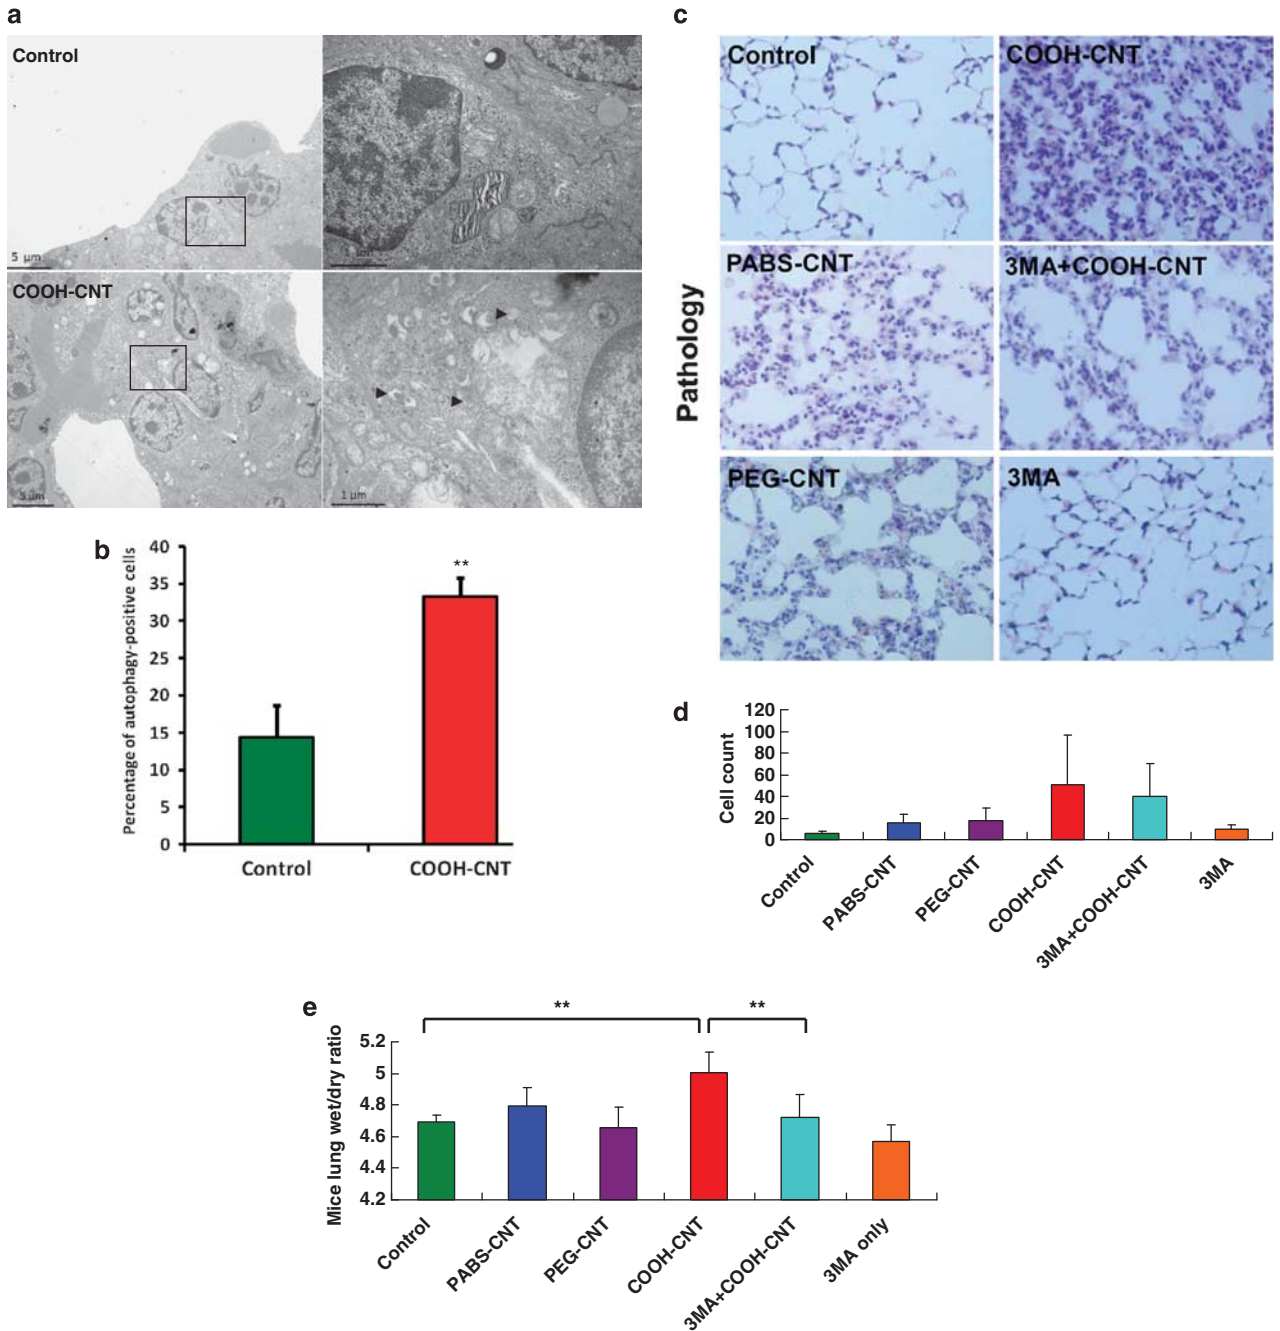 a
Control
5 µm
1 µm
COOH-CNT
5 µm
1 µm
b
Percentage of autophagy-positive cells
40
35
30
25
20
15
10
5
0
**
Control
COOH-CNT
c
Pathology
Control
COOH-CNT
PABS-CNT
3MA+COOH-CNT
PEG-CNT
3MA
d
Cell count
120
100
80
60
40
20
0
Control
PABS-CNT
PEG-CNT
COOH-CNT
3MA+COOH-CNT
3MA
e
Mice lung wet/dry ratio
**
**
5.2
5
4.8
4.6
4.4
4.2
Control
PABS-CNT
PEG-CNT
COOH-CNT
3MA+COOH-CNT
3MA only